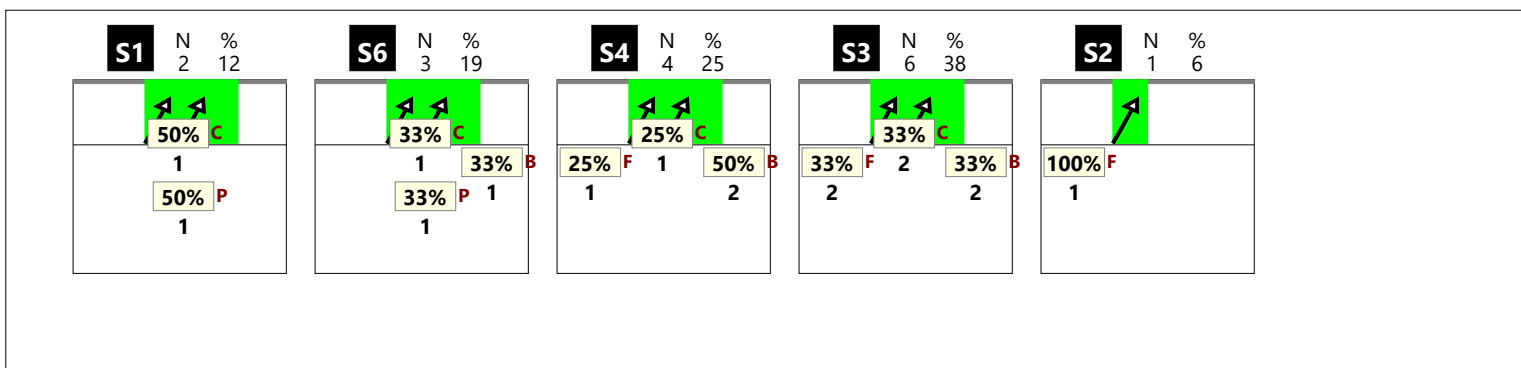 S1 N % S6 N % S4 N % S3 N % S2 N %
2 12 3 19 4 25 6 38 1 6
50% C 33% C 25% C 33% C
1 1 33% B 25% F 1 50% B 33% F 2 33% B 100% F
50% P 33% P 1 1 2 2 2 1
1 1